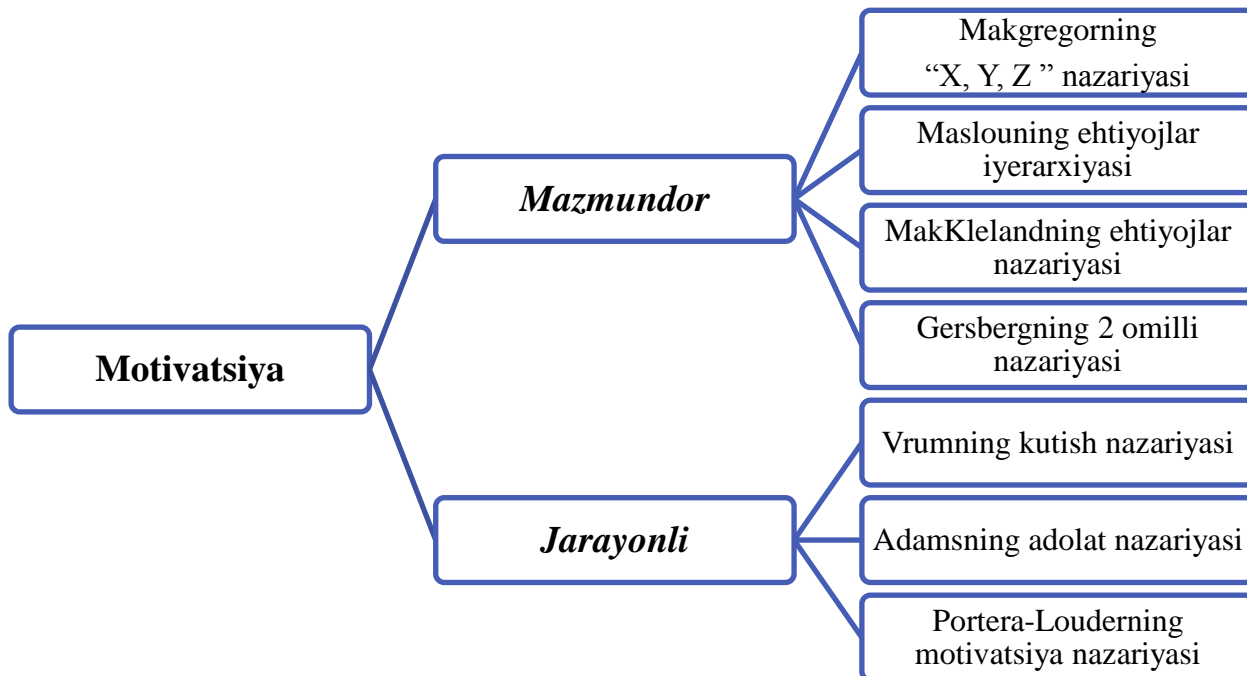 Makgregorning
“X, Y, Z ” nazariyasi
Maslouning ehtiyojlar
iyerarxiyasi
Mazmundor
MakKlelandning ehtiyojlar
nazariyasi
Gersbergning 2 omilli
nazariyasi
Motivatsiya
Vrumning kutish nazariyasi
Jarayonli
Adamsning adolat nazariyasi
Portera-Louderning
motivatsiya nazariyasi